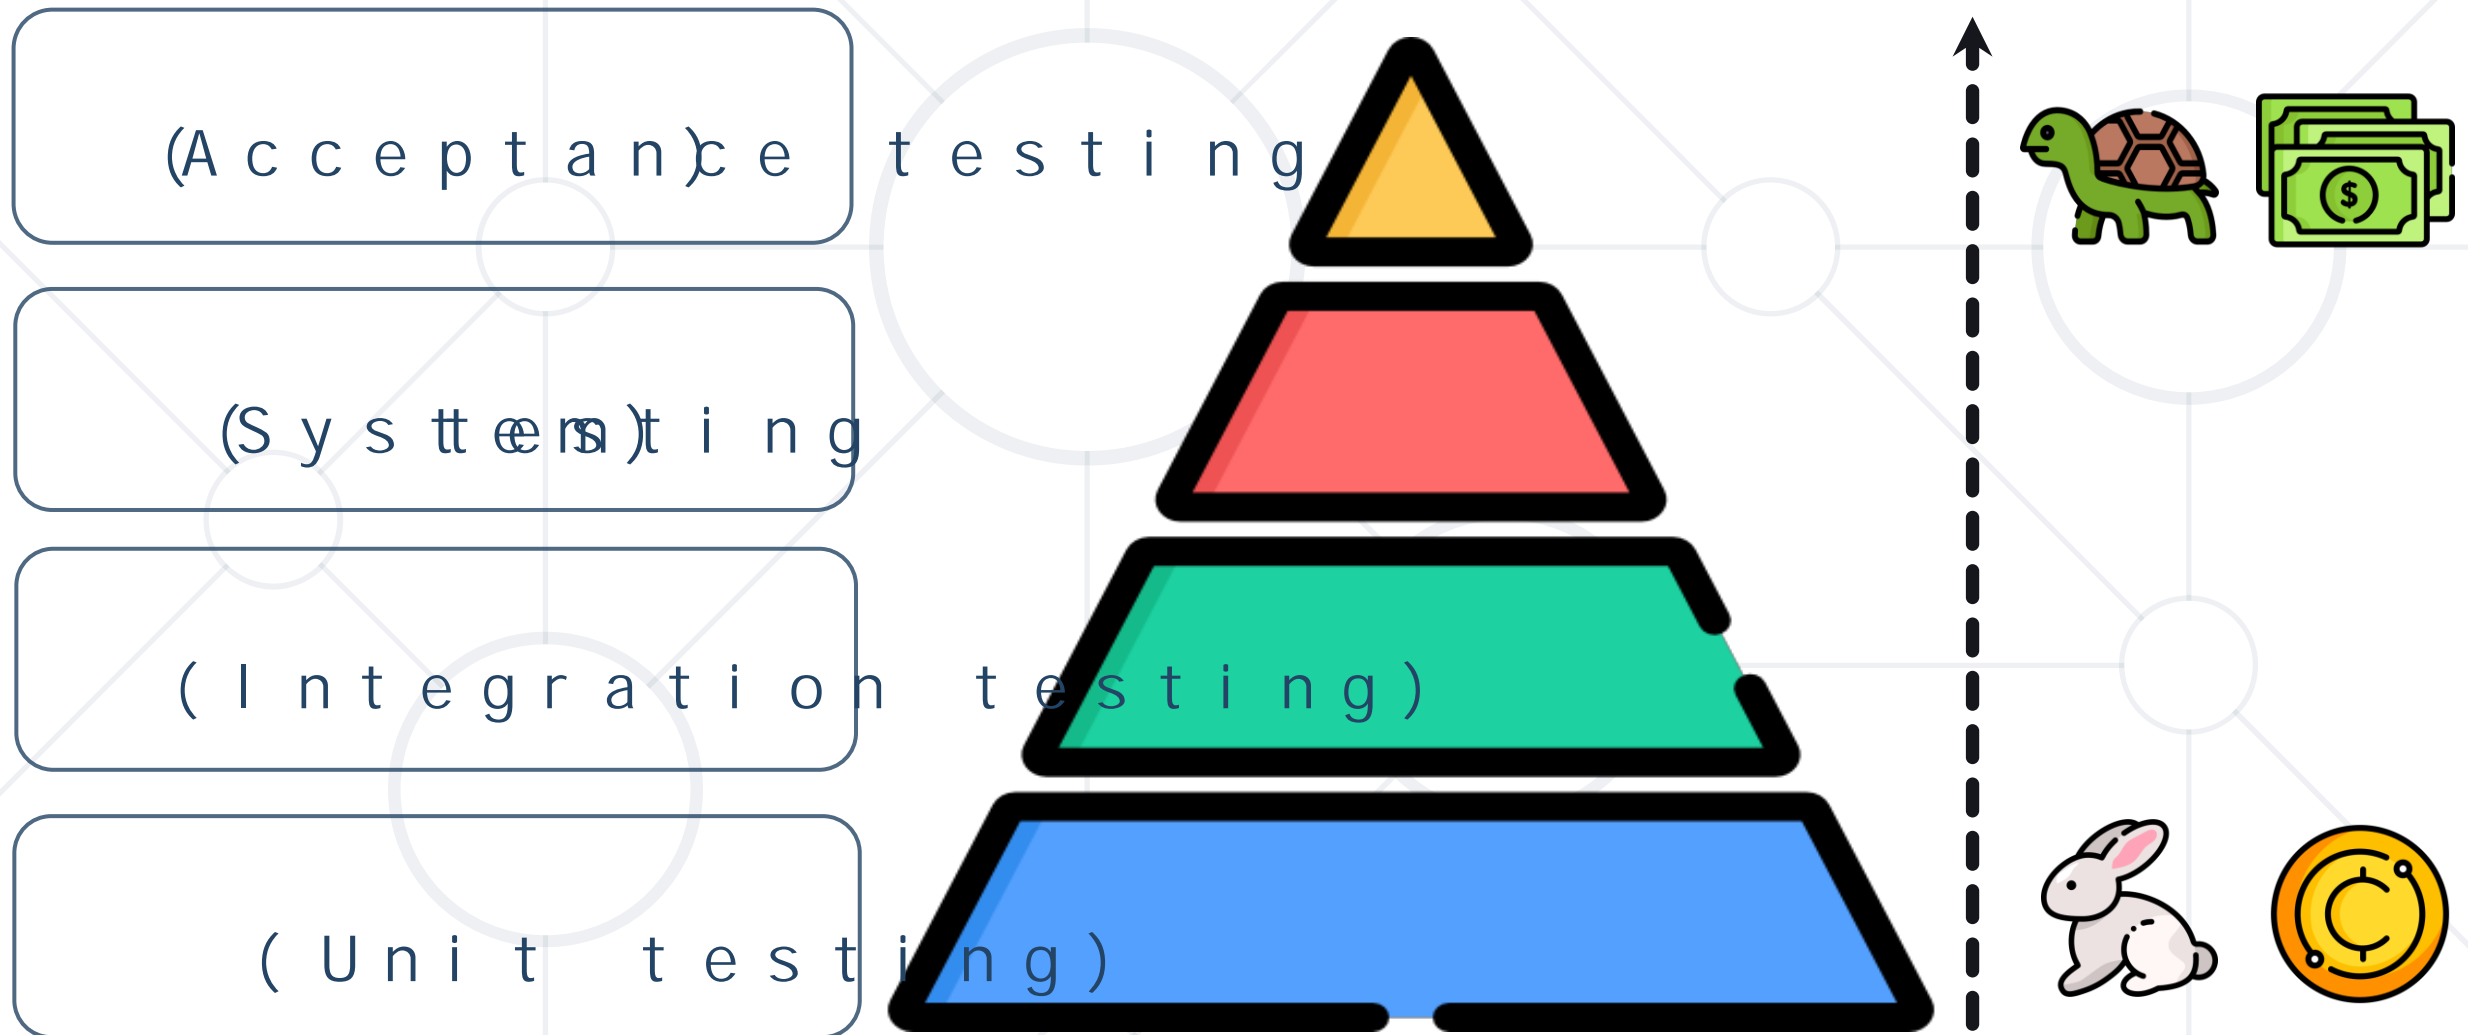 (Acceptance testing)
(System testing)
(Integration testing)
(Unit testing)